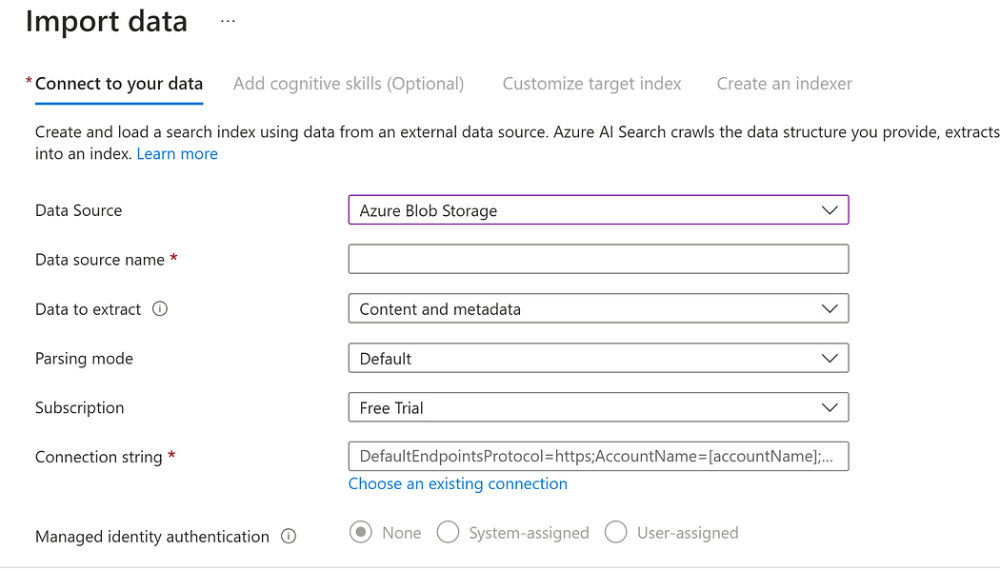 Import data ...
* Connect to your data Add cognitive skills (Optional) Customize target index Create an indexer
Create and load a search index using data from an external data source. Azure AI Search crawls the data structure you provide, extracts
into an index. Learn more
Data Source Azure Blob Storage
Data source name *
Data to extract Content and metadata
Parsing mode Default
Subscription Free Trial
Connection string * DefaultEndpointsProtocol=https;AccountName=[accountName];...
Choose an existing connection
Managed identity authentication None System-assigned User-assigned